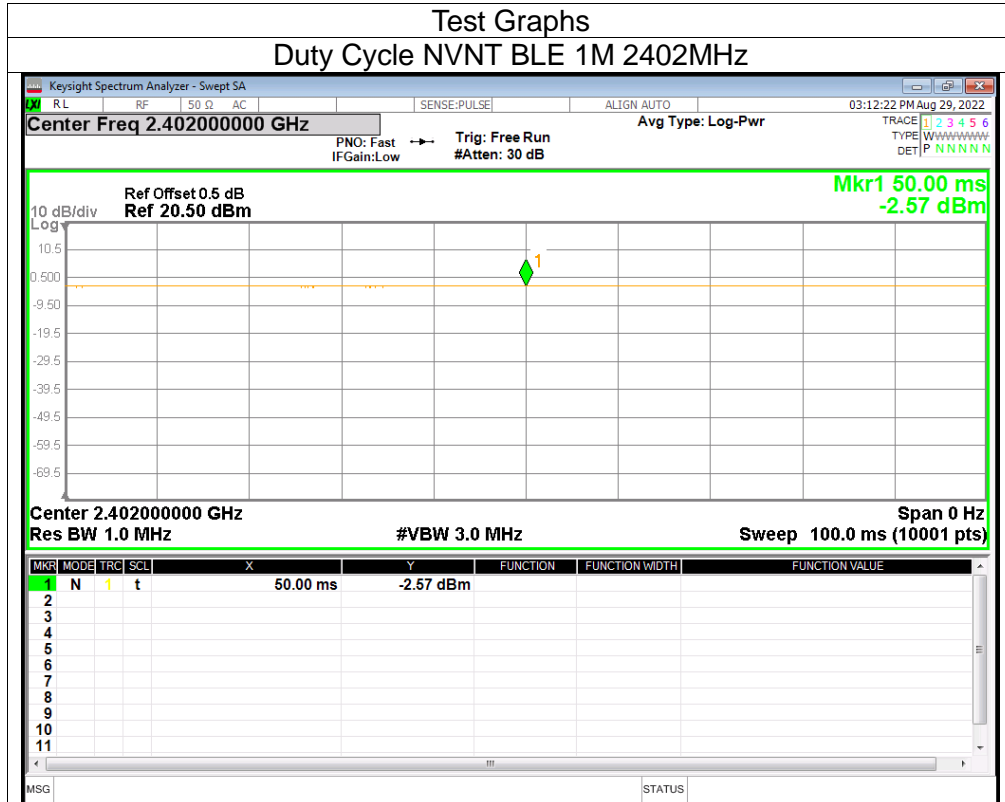 Test Graphs
Duty Cycle NVNT BLE 1M 2402MHz
Keysight Spectrum Analyzer - Swept SA
LXI RL RF 50 Ω AC SENSE:PULSE ALIGN AUTO 03:12:22 PM Aug 29, 2022
Center Freq 2.402000000 GHz Avg Type: Log-Pwr TRACE 1 2 3 4 5 6
PNO: Fast Trig: Free Run TYPE WWWWWW
IFGain:Low #Atten: 30 dB DET P N N N N N
Mkr1 50.00 ms
-2.57 dBm
Ref Offset 0.5 dB
10 dB/div Ref 20.50 dBm
Log
10.5
1
0.500
-9.50
-19.5
-29.5
-39.5
-49.5
-59.5
-69.5
Center 2.402000000 GHz Span 0 Hz
Res BW 1.0 MHz #VBW 3.0 MHz Sweep 100.0 ms (10001 pts)
MKR MODE TRC SCL X Y FUNCTION FUNCTION WIDTH FUNCTION VALUE
1 N 1 t 50.00 ms -2.57 dBm
2
3
4
5
6
7
8
9
10
11
MSG STATUS